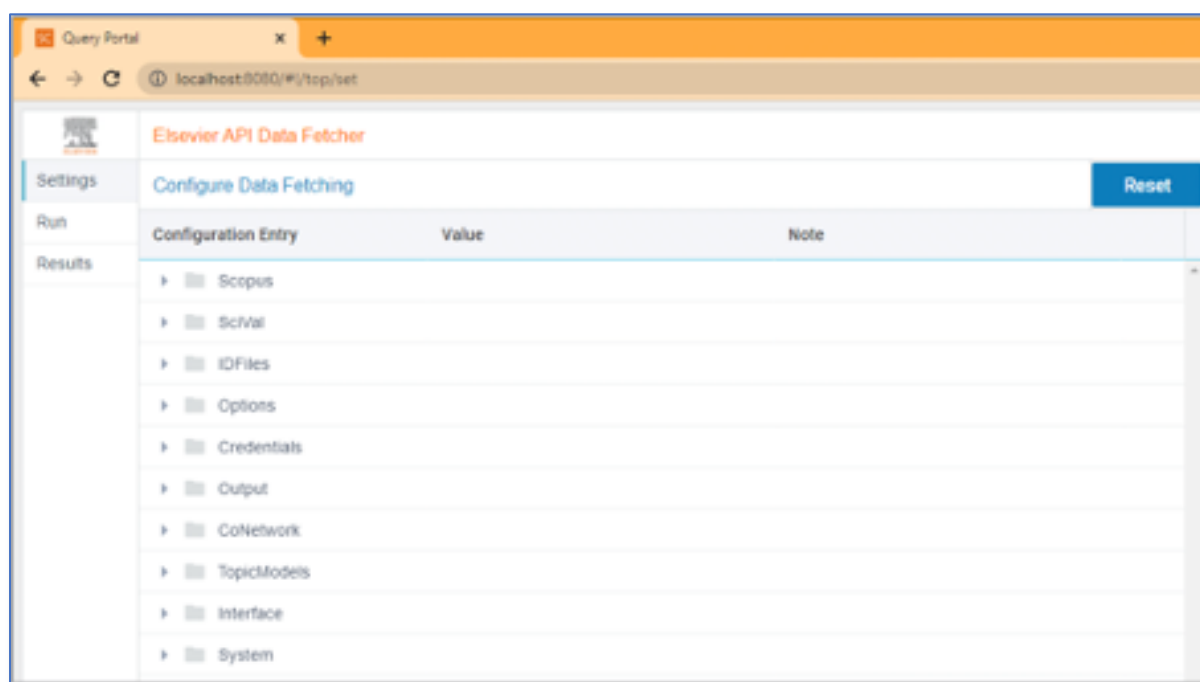 Query Portal
localhost:8080/#!/top/set
ELSEVIER
Elsevier API Data Fetcher
Settings
Configure Data Fetching
Reset
Run
Configuration Entry Value Note
Results
Scopus
SciVal
IDFiles
Options
Credentials
Output
CoNetwork
TopicModels
Interface
System